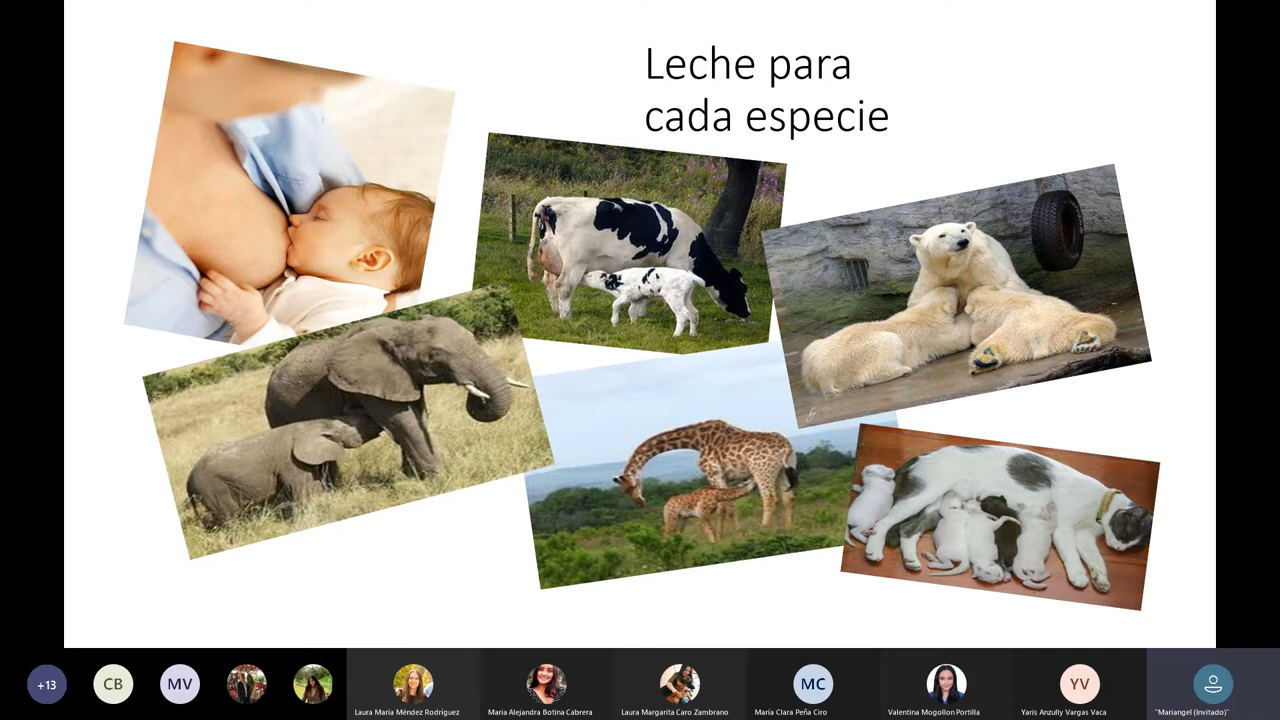 Leche para
cada especie
+13
CB
MV
MC
YV
Laura María Méndez Rodríguez
Maria Alejandra Botina Cabrera
Laura Margarita Caro Zambrano
María Clara Peña Ciro
Valentina Mogollon Portilla
Yaris Anzully Vargas Vaca
"Mariangel (Invitado)"